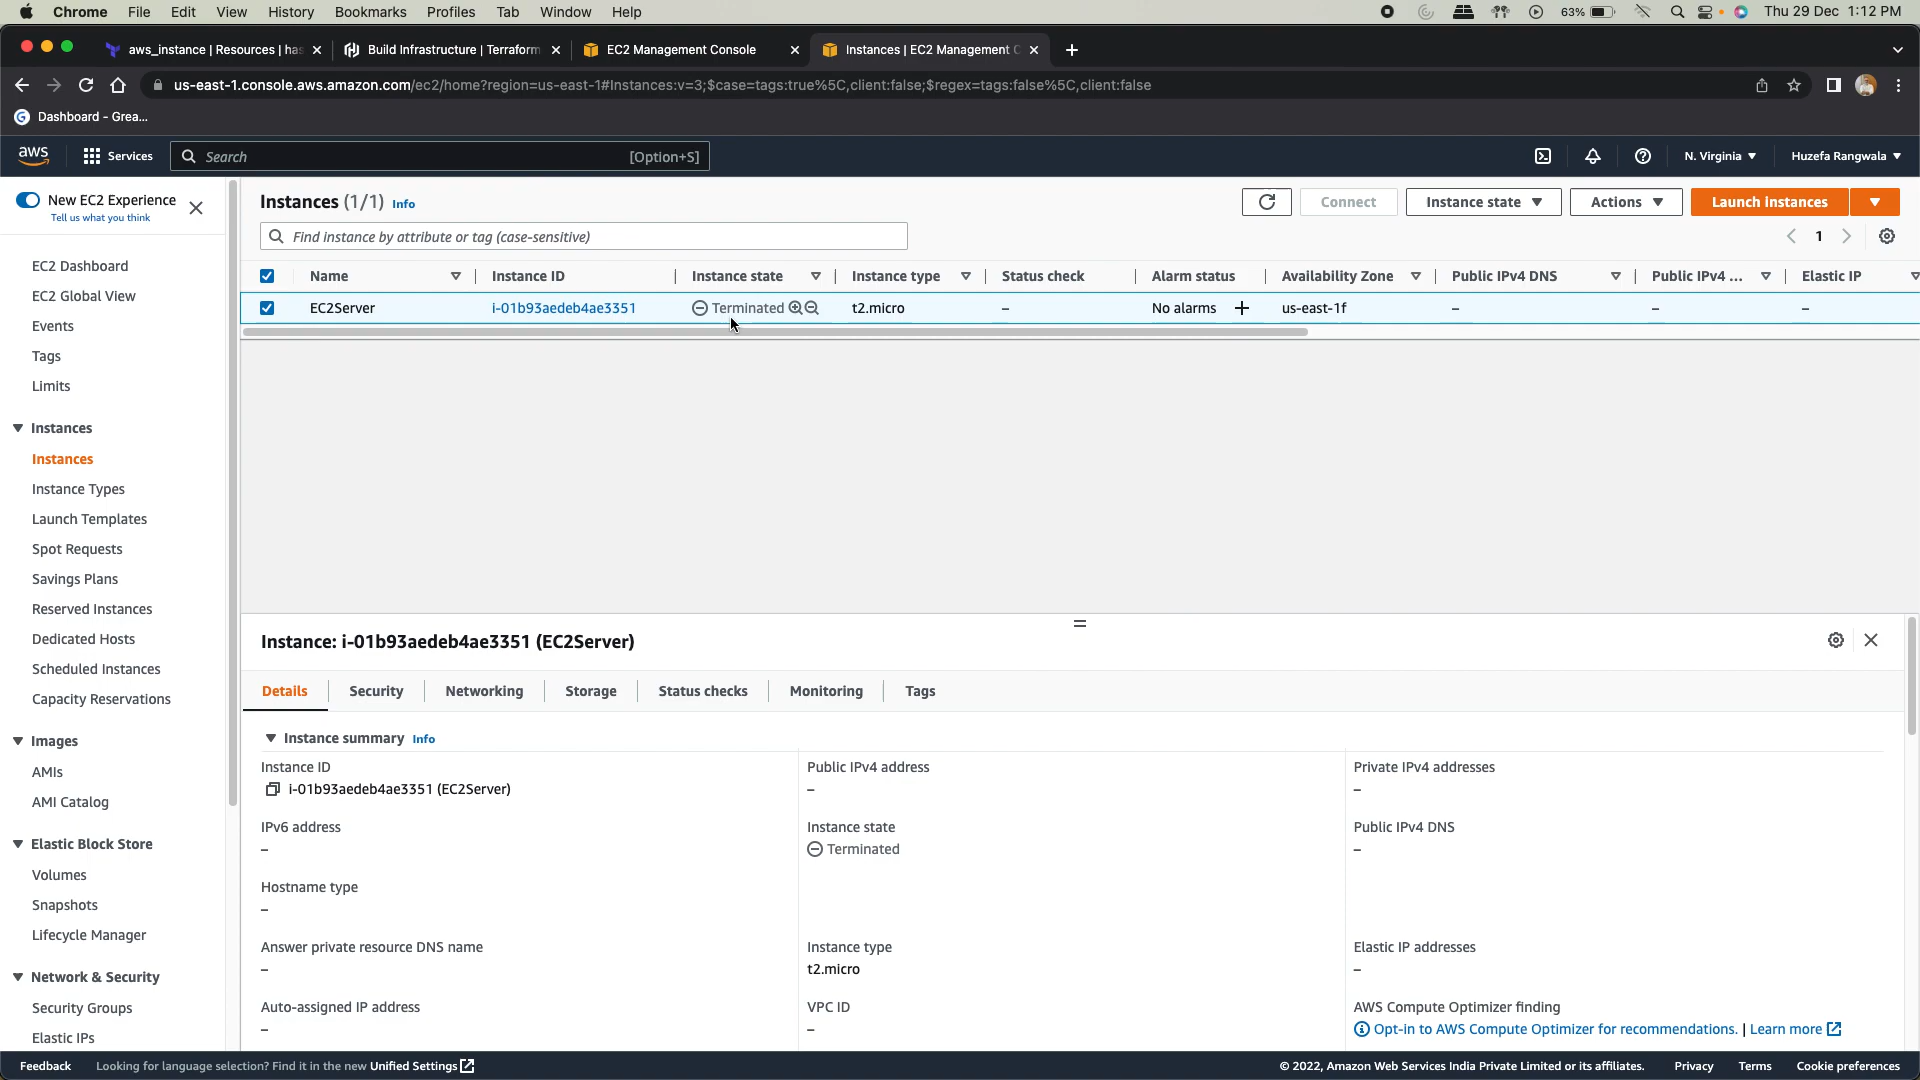 Chrome File Edit View History Bookmarks Profiles Tab Window Help 63% Thu 29 Dec 1:12 PM
aws_instance | Resources | has Build Infrastructure | Terraform EC2 Management Console Instances | EC2 Management C
us-east-1.console.aws.amazon.com/ec2/home?region=us-east-1#Instances:v=3;$case=tags:true%5C,client:false;$regex=tags:false%5C,client:false
Dashboard - Grea...
aws Services Search [Option+S] N. Virginia Huzefa Rangwala
New EC2 Experience
Tell us what you think
EC2 Dashboard
EC2 Global View
Events
Tags
Limits
Instances
Instances
Instance Types
Launch Templates
Spot Requests
Savings Plans
Reserved Instances
Dedicated Hosts
Scheduled Instances
Capacity Reservations
Images
AMIs
AMI Catalog
Elastic Block Store
Volumes
Snapshots
Lifecycle Manager
Network & Security
Security Groups
Elastic IPs
Instances (1/1) Info Connect Instance state Actions Launch instances
Find instance by attribute or tag (case-sensitive) 1
Name Instance ID Instance state Instance type Status check Alarm status Availability Zone Public IPv4 DNS Public IPv4 ... Elastic IP
EC2Server i-01b93aedeb4ae3351 Terminated t2.micro – No alarms + us-east-1f – – –
Instance: i-01b93aedeb4ae3351 (EC2Server)
Details Security Networking Storage Status checks Monitoring Tags
Instance summary Info
Instance ID Public IPv4 address Private IPv4 addresses
i-01b93aedeb4ae3351 (EC2Server) – –
IPv6 address Instance state Public IPv4 DNS
– Terminated –
Hostname type
–
Answer private resource DNS name Instance type Elastic IP addresses
– t2.micro –
Auto-assigned IP address VPC ID AWS Compute Optimizer finding
– – Opt-in to AWS Compute Optimizer for recommendations. | Learn more
Feedback Looking for language selection? Find it in the new Unified Settings © 2022, Amazon Web Services India Private Limited or its affiliates. Privacy Terms Cookie preferences